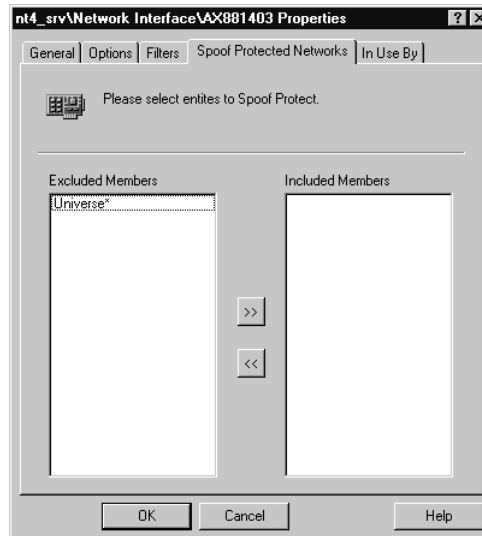 nt4_srv\Network Interface\AX881403 Properties
General Options Filters Spoof Protected Networks In Use By
Please select entites to Spoof Protect.
Excluded Members Included Members
Universe*
>>
<<
OK Cancel Help